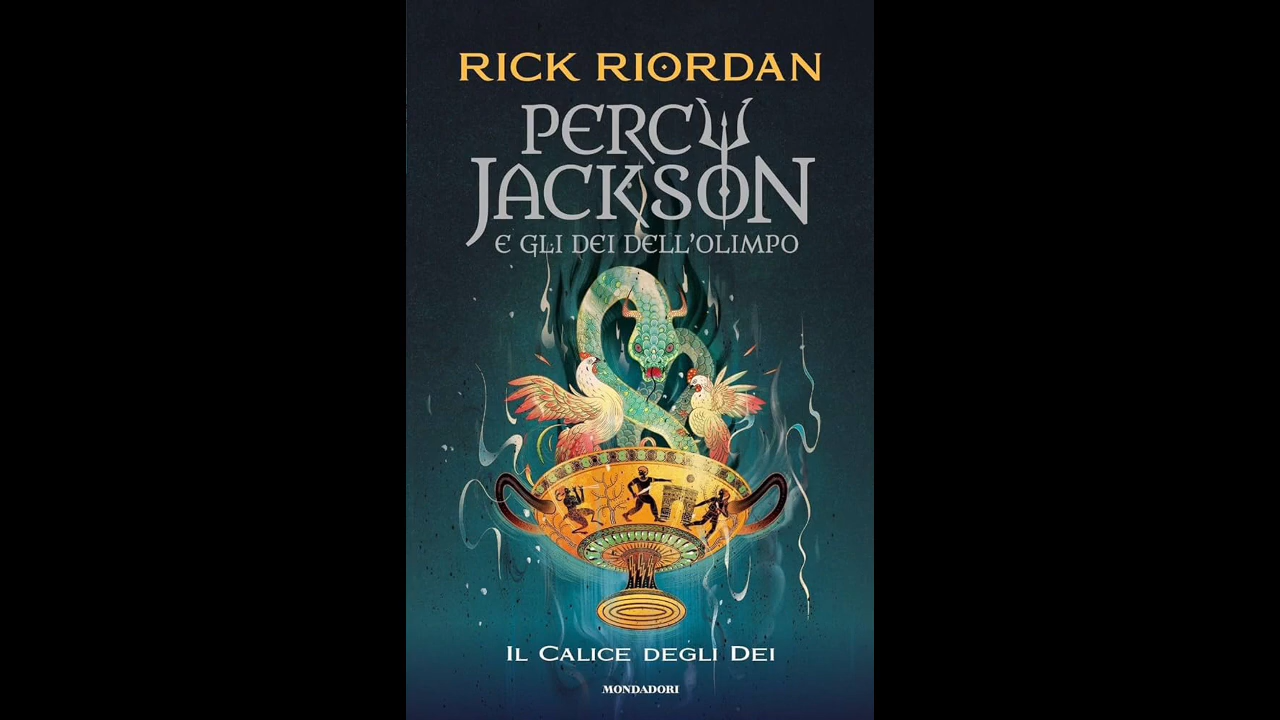 RICK RIORDAN
PERCY
JACKSON
E GLI DEI DELL'OLIMPO
IL CALICE DEGLI DEI
MONDADORI